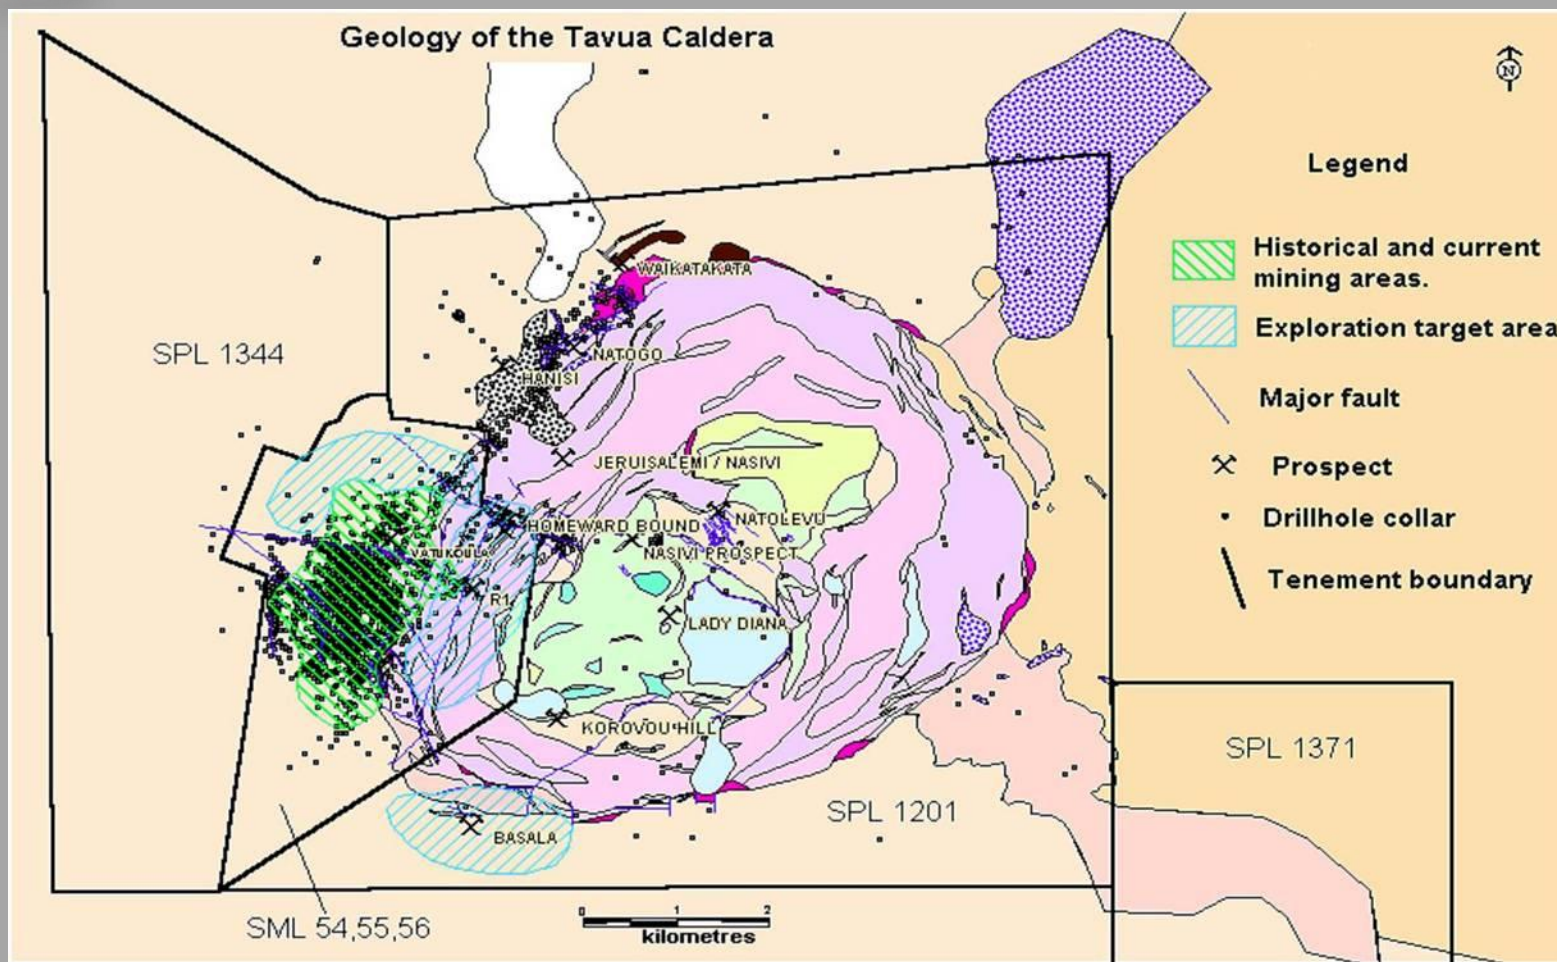 Geology of the Tavua Caldera
N
Legend
Historical and current
mining areas.
Exploration target area
Major fault
Prospect
Drillhole collar
Tenement boundary
WAIKATAKATA
SPL 1344
NATOGO
HANISI
JERUISALEMI / NASIVI
HOMEWARD BOUND
NATOLEVU
VATUKOULA
NASIVI PROSPECT
R1
LADY DIANA
KOROVOU HILL
SPL 1371
SPL 1201
BASALA
SML 54,55,56
0 1 2
kilometres